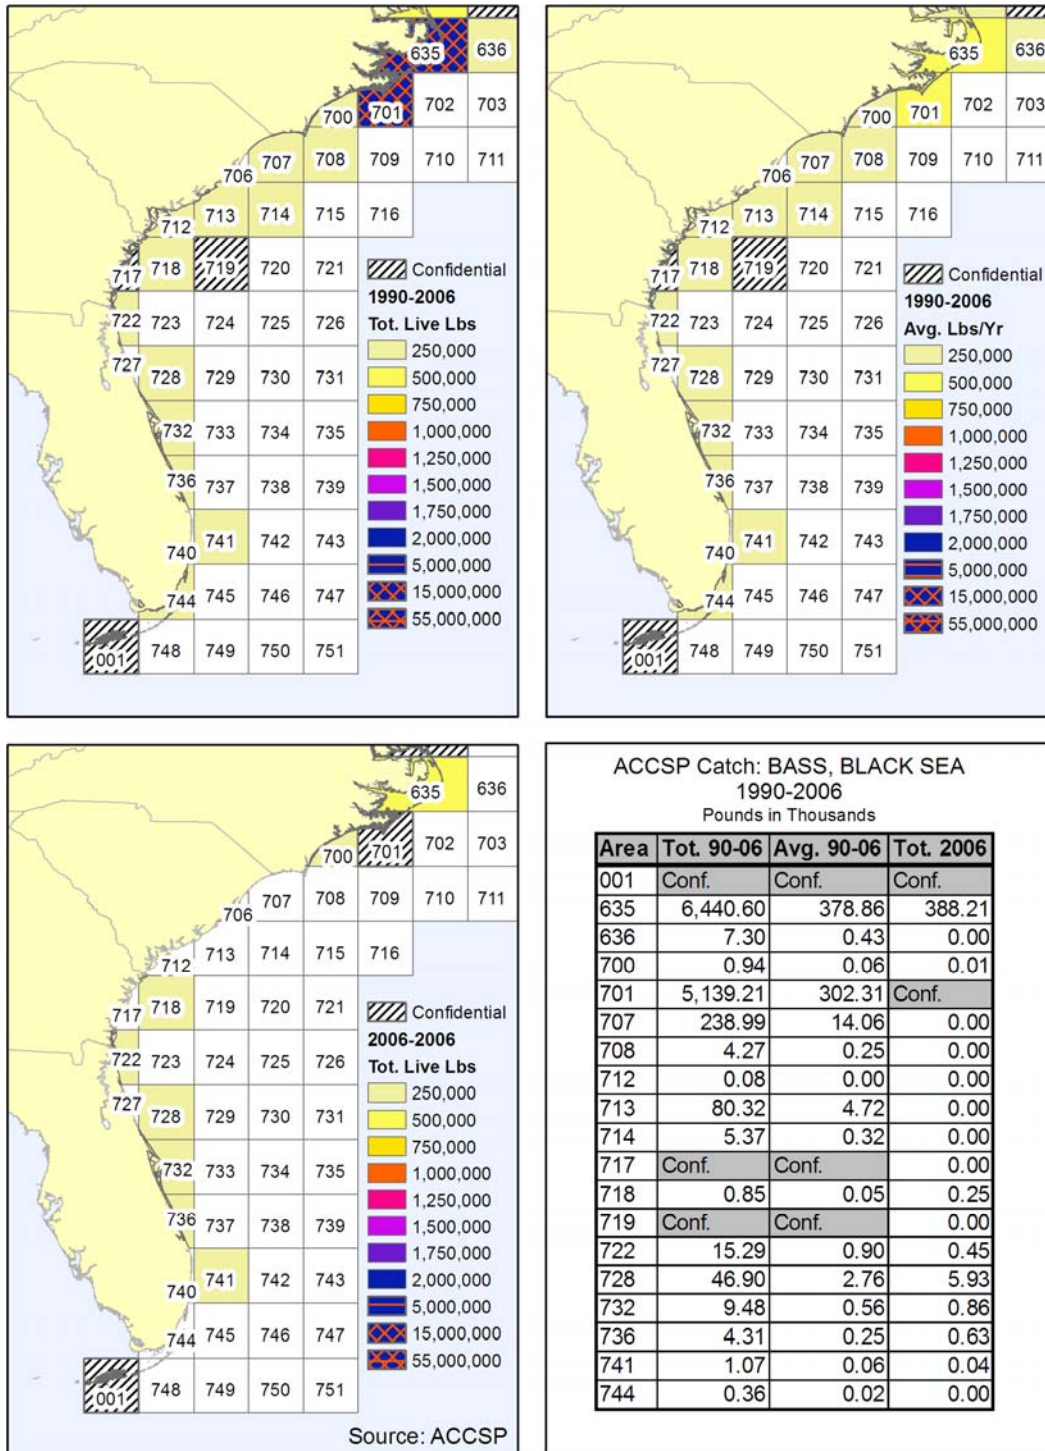 635 636
700 701 702 703
706 707 708 709 710 711
712 713 714 715 716
717 718 719 720 721
722 723 724 725 726
727 728 729 730 731
732 733 734 735
736 737 738 739
740 741 742 743
744 745 746 747
001 748 749 750 751
Confidential
1990-2006
Tot. Live Lbs
250,000
500,000
750,000
1,000,000
1,250,000
1,500,000
1,750,000
2,000,000
5,000,000
15,000,000
55,000,000
635 636
700 701 702 703
706 707 708 709 710 711
712 713 714 715 716
717 718 719 720 721
722 723 724 725 726
727 728 729 730 731
732 733 734 735
736 737 738 739
740 741 742 743
744 745 746 747
001 748 749 750 751
Confidential
1990-2006
Avg. Lbs/Yr
250,000
500,000
750,000
1,000,000
1,250,000
1,500,000
1,750,000
2,000,000
5,000,000
15,000,000
55,000,000
635 636
700 701 702 703
706 707 708 709 710 711
712 713 714 715 716
717 718 719 720 721
722 723 724 725 726
727 728 729 730 731
732 733 734 735
736 737 738 739
740 741 742 743
744 745 746 747
001 748 749 750 751
Confidential
2006-2006
Tot. Live Lbs
250,000
500,000
750,000
1,000,000
1,250,000
1,500,000
1,750,000
2,000,000
5,000,000
15,000,000
55,000,000
Source: ACCSP
ACCSP Catch: BASS, BLACK SEA
1990-2006
Pounds in Thousands
Area Tot. 90-06 Avg. 90-06 Tot. 2006
001 Conf. Conf. Conf.
635 6,440.60 378.86 388.21
636 7.30 0.43 0.00
700 0.94 0.06 0.01
701 5,139.21 302.31 Conf.
707 238.99 14.06 0.00
708 4.27 0.25 0.00
712 0.08 0.00 0.00
713 80.32 4.72 0.00
714 5.37 0.32 0.00
717 Conf. Conf. 0.00
718 0.85 0.05 0.25
719 Conf. Conf. 0.00
722 15.29 0.90 0.45
728 46.90 2.76 5.93
732 9.48 0.56 0.86
736 4.31 0.25 0.63
741 1.07 0.06 0.04
744 0.36 0.02 0.00